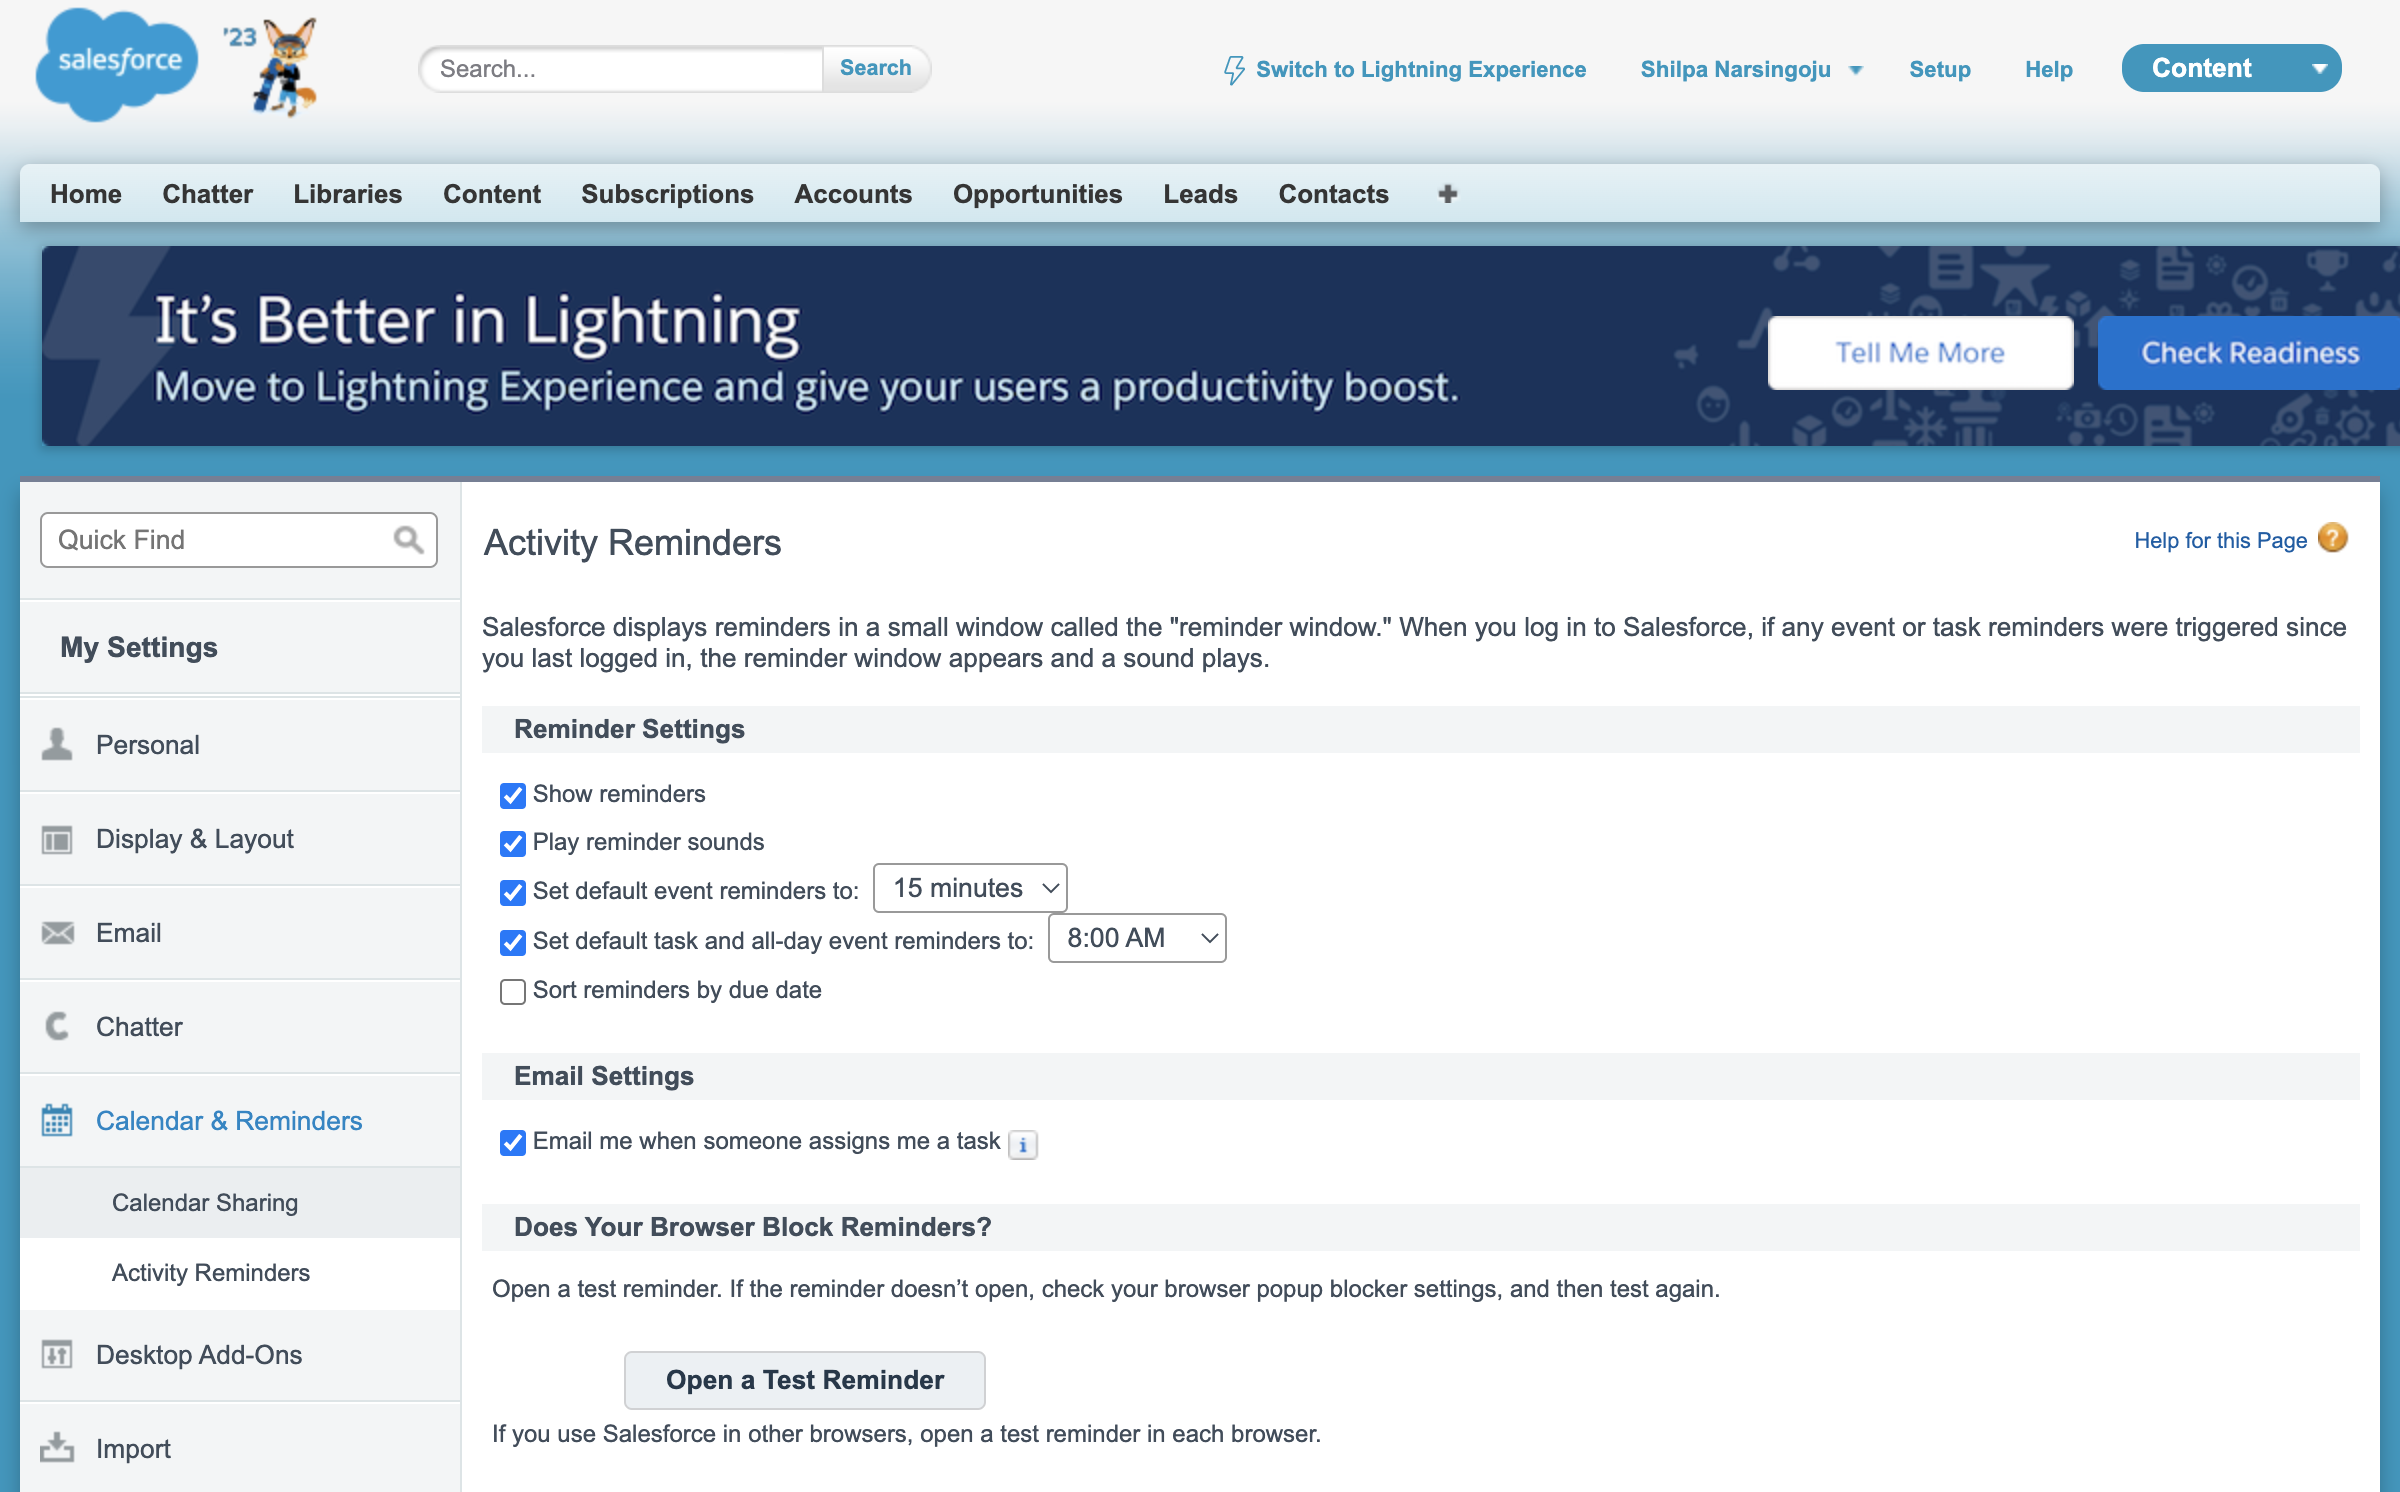 salesforce
'23
Search...
Search
Switch to Lightning Experience
Shilpa Narsingoju
Setup
Help
Content
Home
Chatter
Libraries
Content
Subscriptions
Accounts
Opportunities
Leads
Contacts
It's Better in Lightning
Move to Lightning Experience and give your users a productivity boost.
Tell Me More
Check Readiness
Quick Find
My Settings
Personal
Display & Layout
Email
Chatter
Calendar & Reminders
Calendar Sharing
Activity Reminders
Desktop Add-Ons
Import
Activity Reminders
Help for this Page
Salesforce displays reminders in a small window called the "reminder window." When you log in to Salesforce, if any event or task reminders were triggered since
you last logged in, the reminder window appears and a sound plays.
Reminder Settings
Show reminders
Play reminder sounds
Set default event reminders to: 15 minutes
Set default task and all-day event reminders to: 8:00 AM
Sort reminders by due date
Email Settings
Email me when someone assigns me a task
Does Your Browser Block Reminders?
Open a test reminder. If the reminder doesn’t open, check your browser popup blocker settings, and then test again.
Open a Test Reminder
If you use Salesforce in other browsers, open a test reminder in each browser.